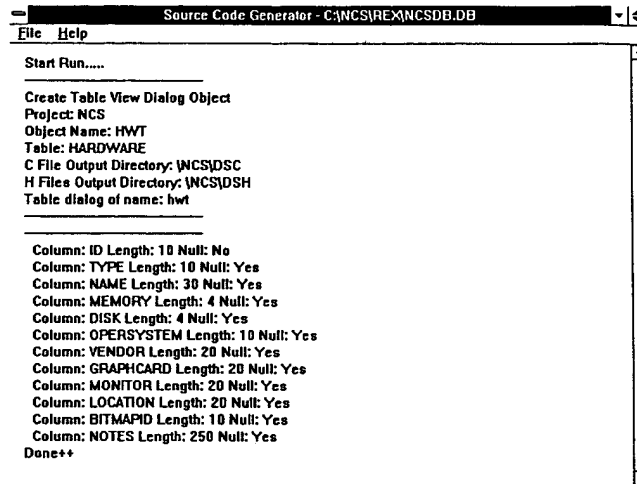 Source Code Generator - C:\NCS\REX\NCSDB.DB
File Help
Start Run.....
Create Table View Dialog Object
Project: NCS
Object Name: HWT
Table: HARDWARE
C File Output Directory: \NCS\DSC
H Files Output Directory: \NCS\DSH
Table dialog of name: hwt
Column: ID Length: 10 Null: No
Column: TYPE Length: 10 Null: Yes
Column: NAME Length: 30 Null: Yes
Column: MEMORY Length: 4 Null: Yes
Column: DISK Length: 4 Null: Yes
Column: OPERSYSTEM Length: 10 Null: Yes
Column: VENDOR Length: 20 Null: Yes
Column: GRAPHCARD Length: 20 Null: Yes
Column: MONITOR Length: 20 Null: Yes
Column: LOCATION Length: 20 Null: Yes
Column: BITMAPID Length: 10 Null: Yes
Column: NOTES Length: 250 Null: Yes
Done++